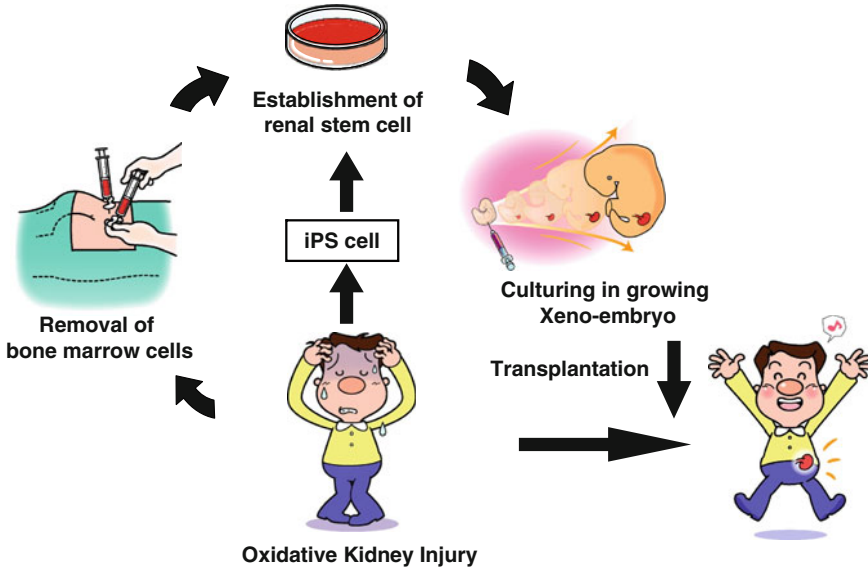 Establishment of
renal stem cell
iPS cell
Removal of
bone marrow cells
Culturing in growing
Xeno-embryo
Transplantation
Oxidative Kidney Injury